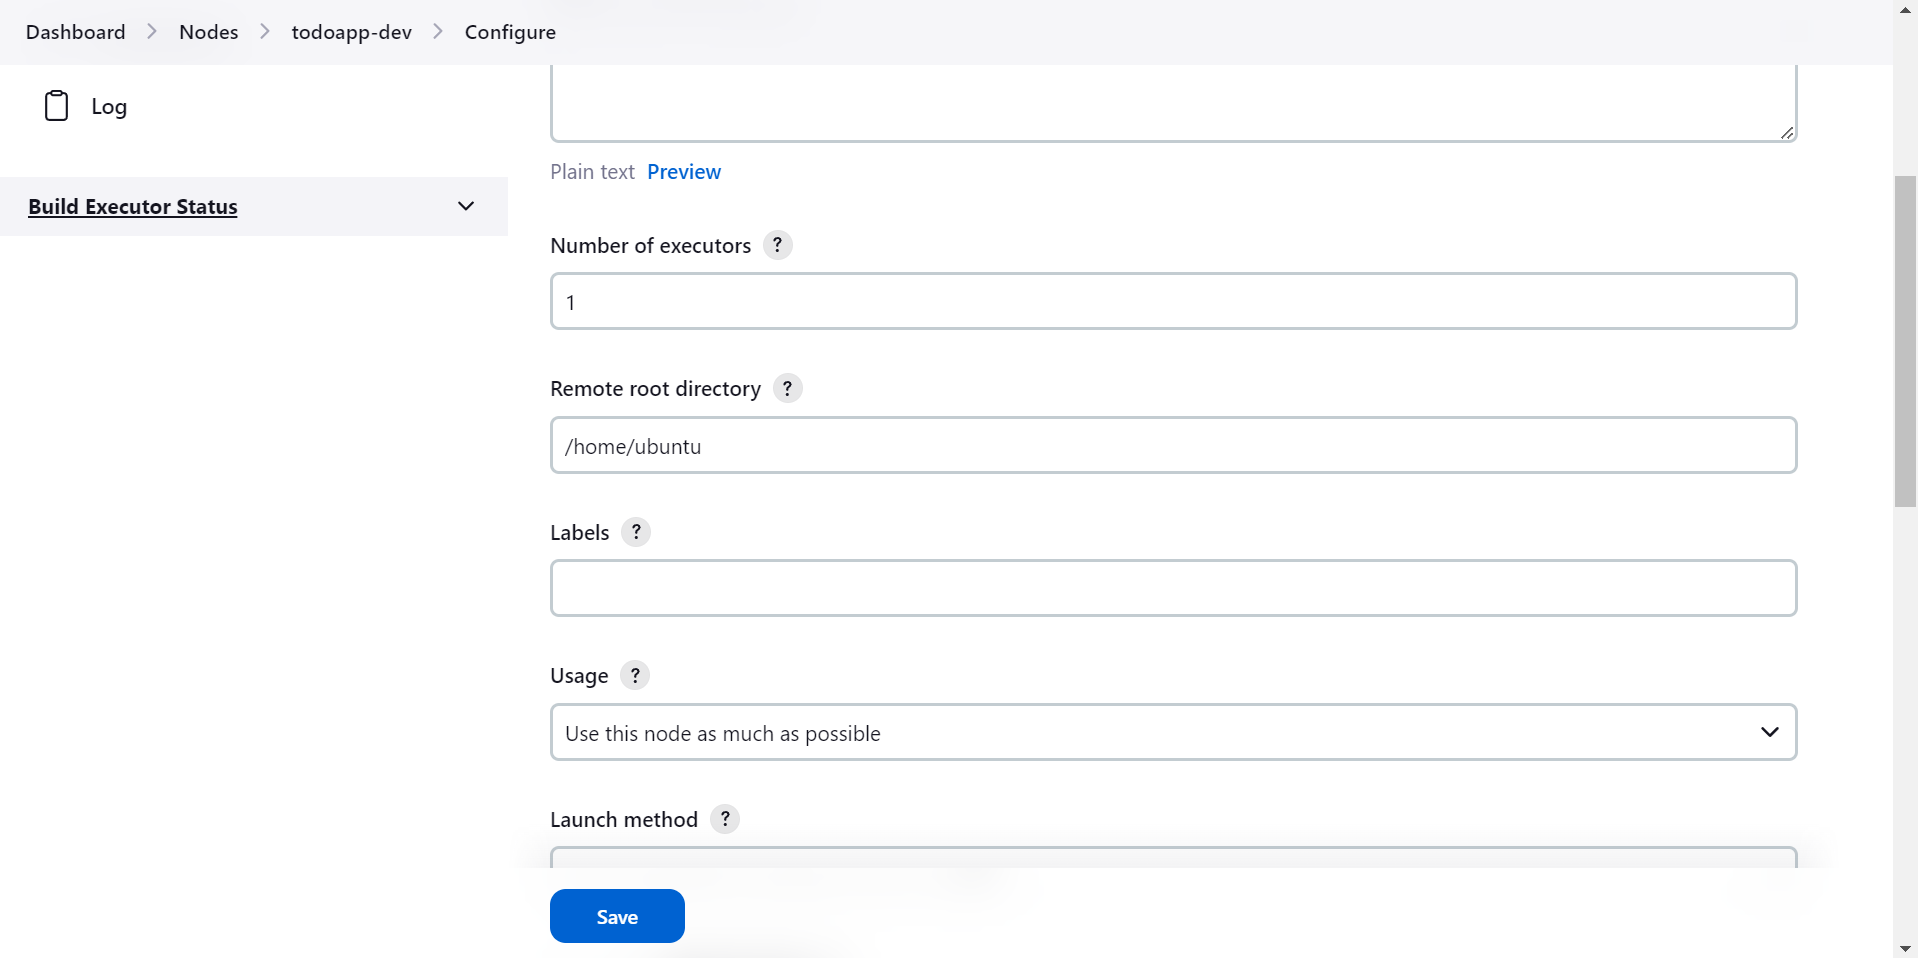 Dashboard > Nodes > todoapp-dev > Configure
Log
Build Executor Status
Plain text Preview
Number of executors ?
1
Remote root directory ?
/home/ubuntu
Labels ?
Usage ?
Use this node as much as possible
Launch method ?
Save